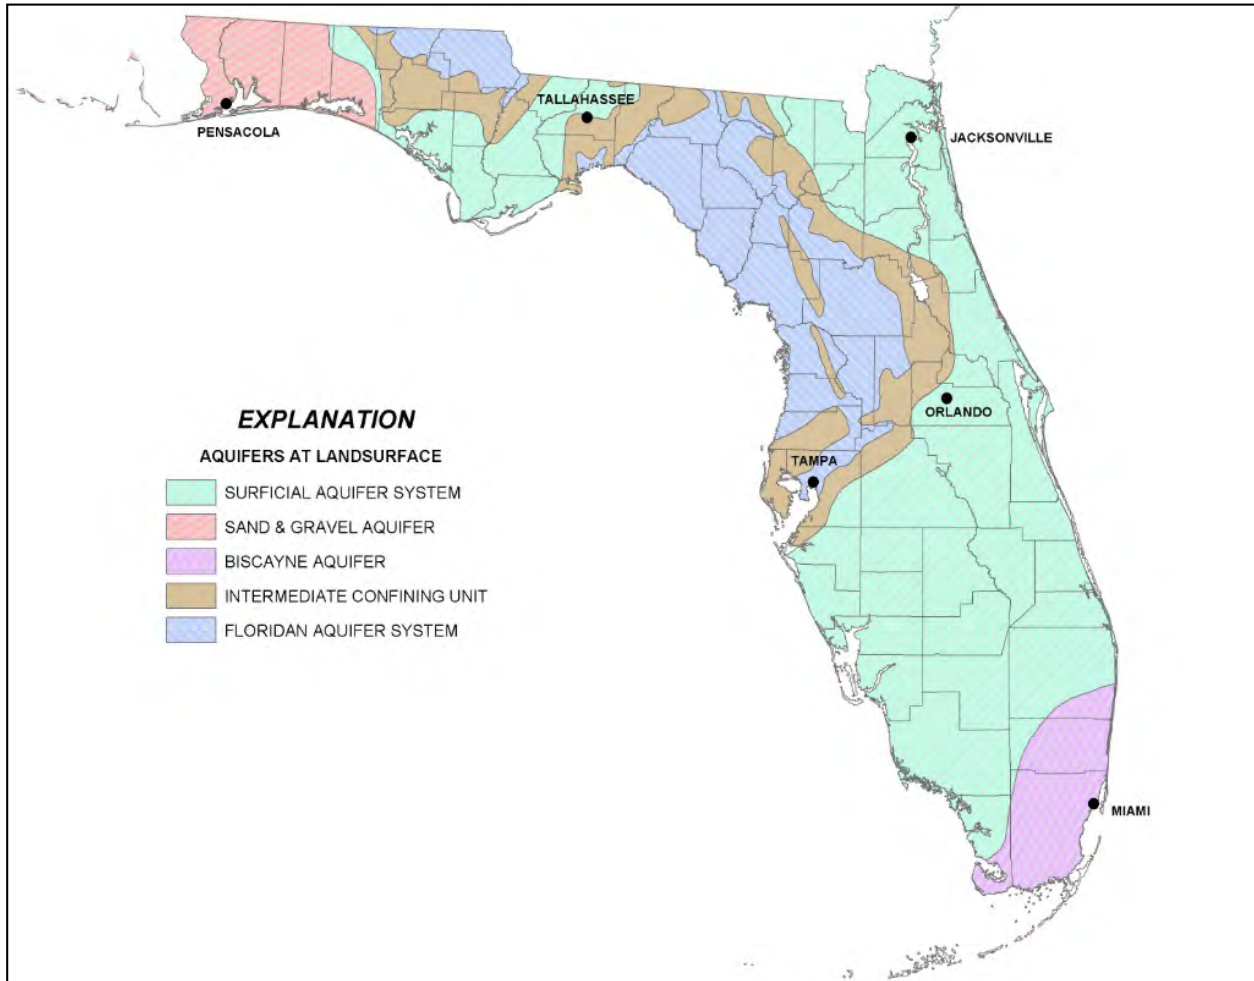 TALLAHASSEE
PENSACOLA
JACKSONVILLE
ORLANDO
EXPLANATION
AQUIFERS AT LANDSURFACE
TAMPA
SURFICIAL AQUIFER SYSTEM
SAND & GRAVEL AQUIFER
BISCAYNE AQUIFER
INTERMEDIATE CONFINING UNIT
FLORIDAN AQUIFER SYSTEM
MIAMI